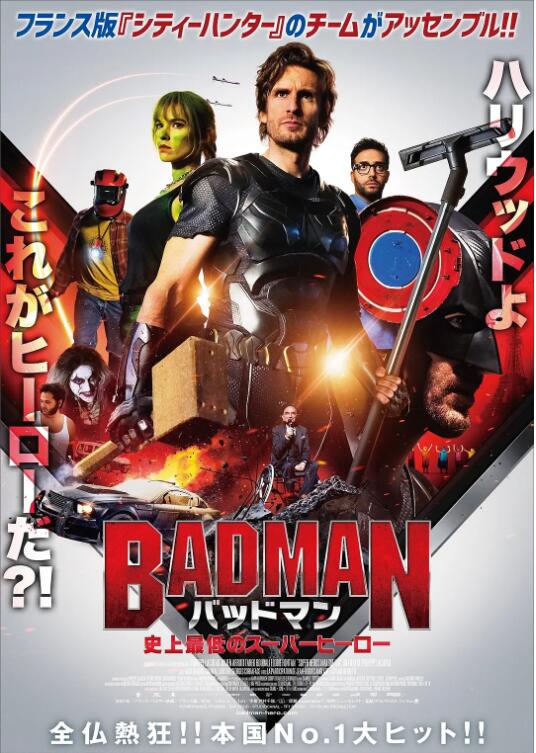 フランス版『シティーハンター』のチームがアッセンブル!!
ハリウッドよ
これがヒーローだ?!
BADMAN
バッドマン
史上最低のスーパーヒーロー
badman-hero.com
全仏熱狂!!本国No.1大ヒット!!